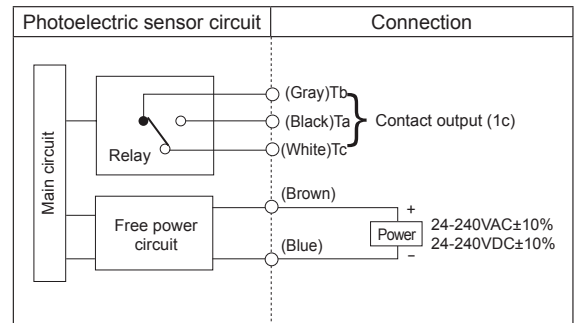 Photoelectric sensor circuit
Connection
Main circuit
Relay
(Gray)Tb
(Black)Ta
(White)Tc
Contact output (1c)
Free power
circuit
(Brown)
(Blue)
+
Power
−
24-240VAC±10%
24-240VDC±10%